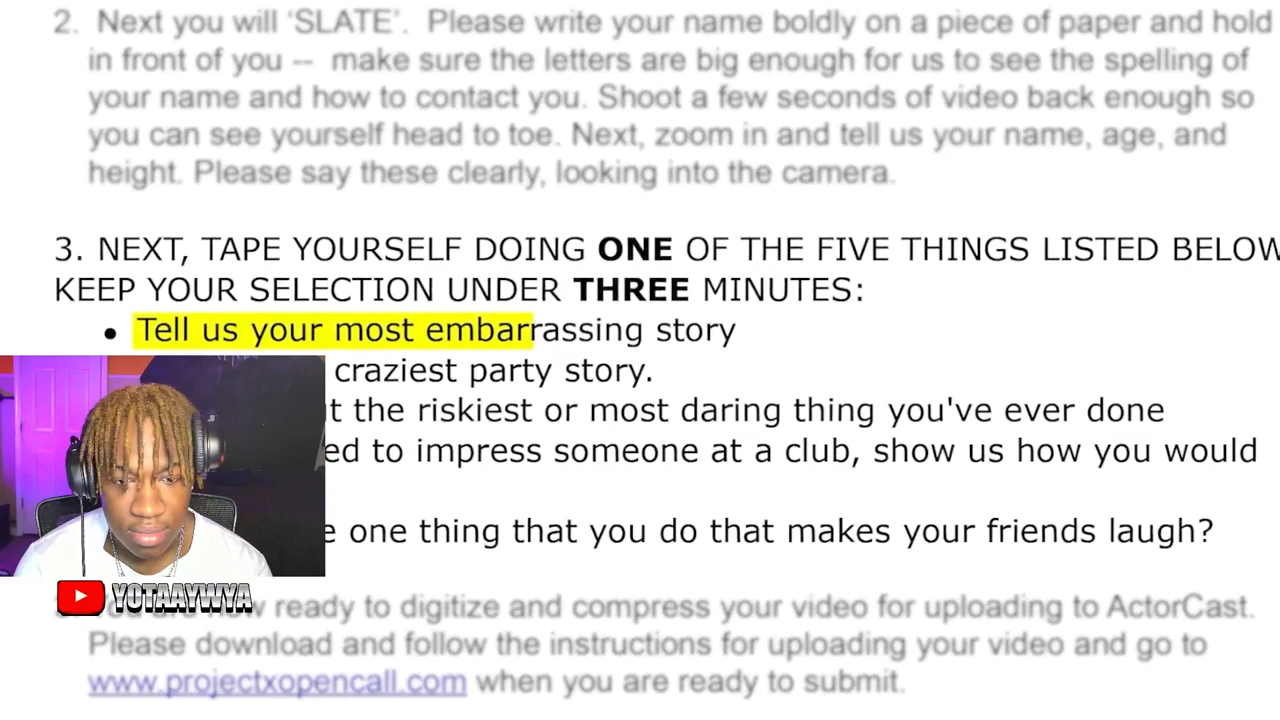 2. Next you will 'SLATE'. Please write your name boldly on a piece of paper and hold
in front of you -- make sure the letters are big enough for us to see the spelling of
your name and how to contact you. Shoot a few seconds of video back enough so
you can see yourself head to toe. Next, zoom in and tell us your name, age, and
height. Please say these clearly, looking into the camera.
3. NEXT, TAPE YOURSELF DOING ONE OF THE FIVE THINGS LISTED BELOW
KEEP YOUR SELECTION UNDER THREE MINUTES:
• Tell us your most embarrassing story
craziest party story.
the riskiest or most daring thing you've ever done
to impress someone at a club, show us how you would
one thing that you do that makes your friends laugh?
YOTAAYWYA
ready to digitize and compress your video for uploading to ActorCast.
Please download and follow the instructions for uploading your video and go to
www.projectxopencall.com when you are ready to submit.